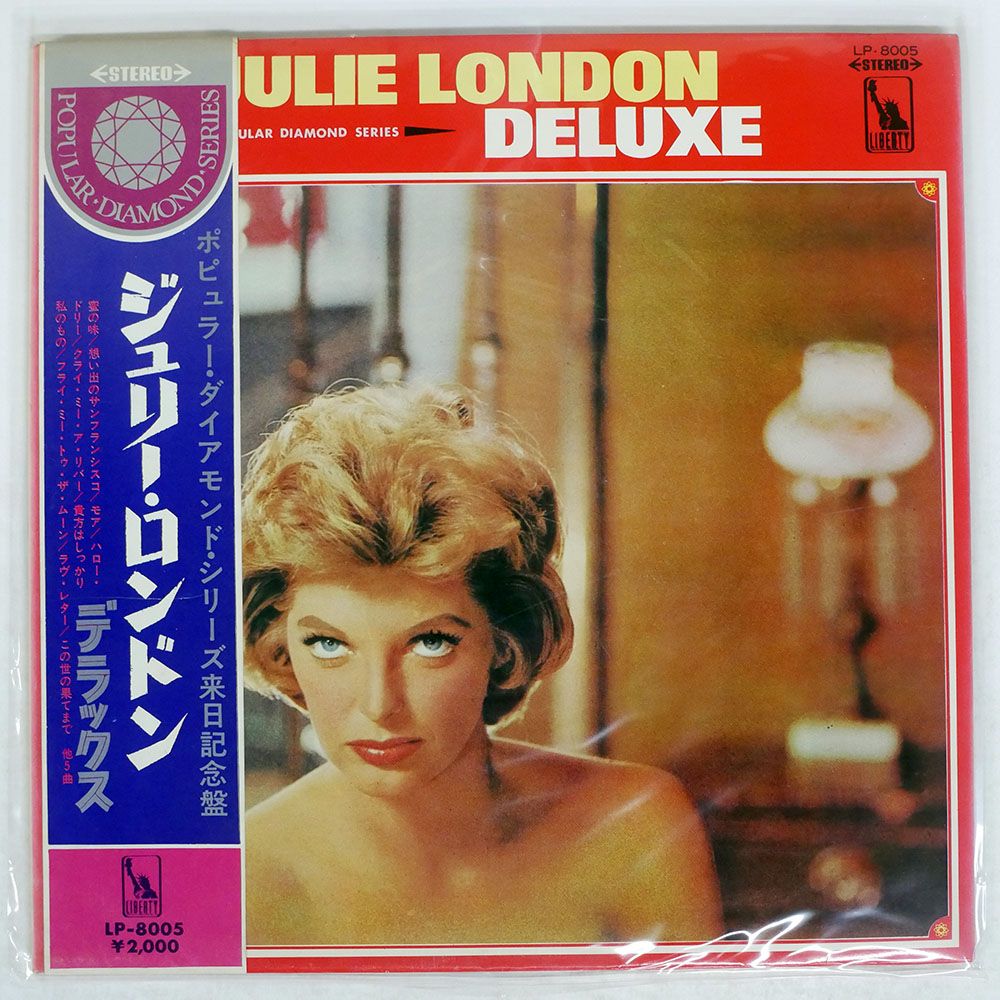 STEREO
POPULAR・DIAMOND・SERIES
ポピュラー・ダイアモンド・シリーズ来日記念盤
ジュリー・ロンドン
デラックス
蜜の味/想い出のサンフランシスコ/モア/ハロー・
ドリー/クライ・ミー・ア・リバー/貴方はしっかり
私のもの/フライ・ミー・トゥ・ザ・ムーン/ラヴ・レター/この世の果てまで 他5曲
LIBERTY
LP-8005
¥2,000
JULIE LONDON
ULAR DIAMOND SERIES
DELUXE
LP-8005
STEREO
LIBERTY